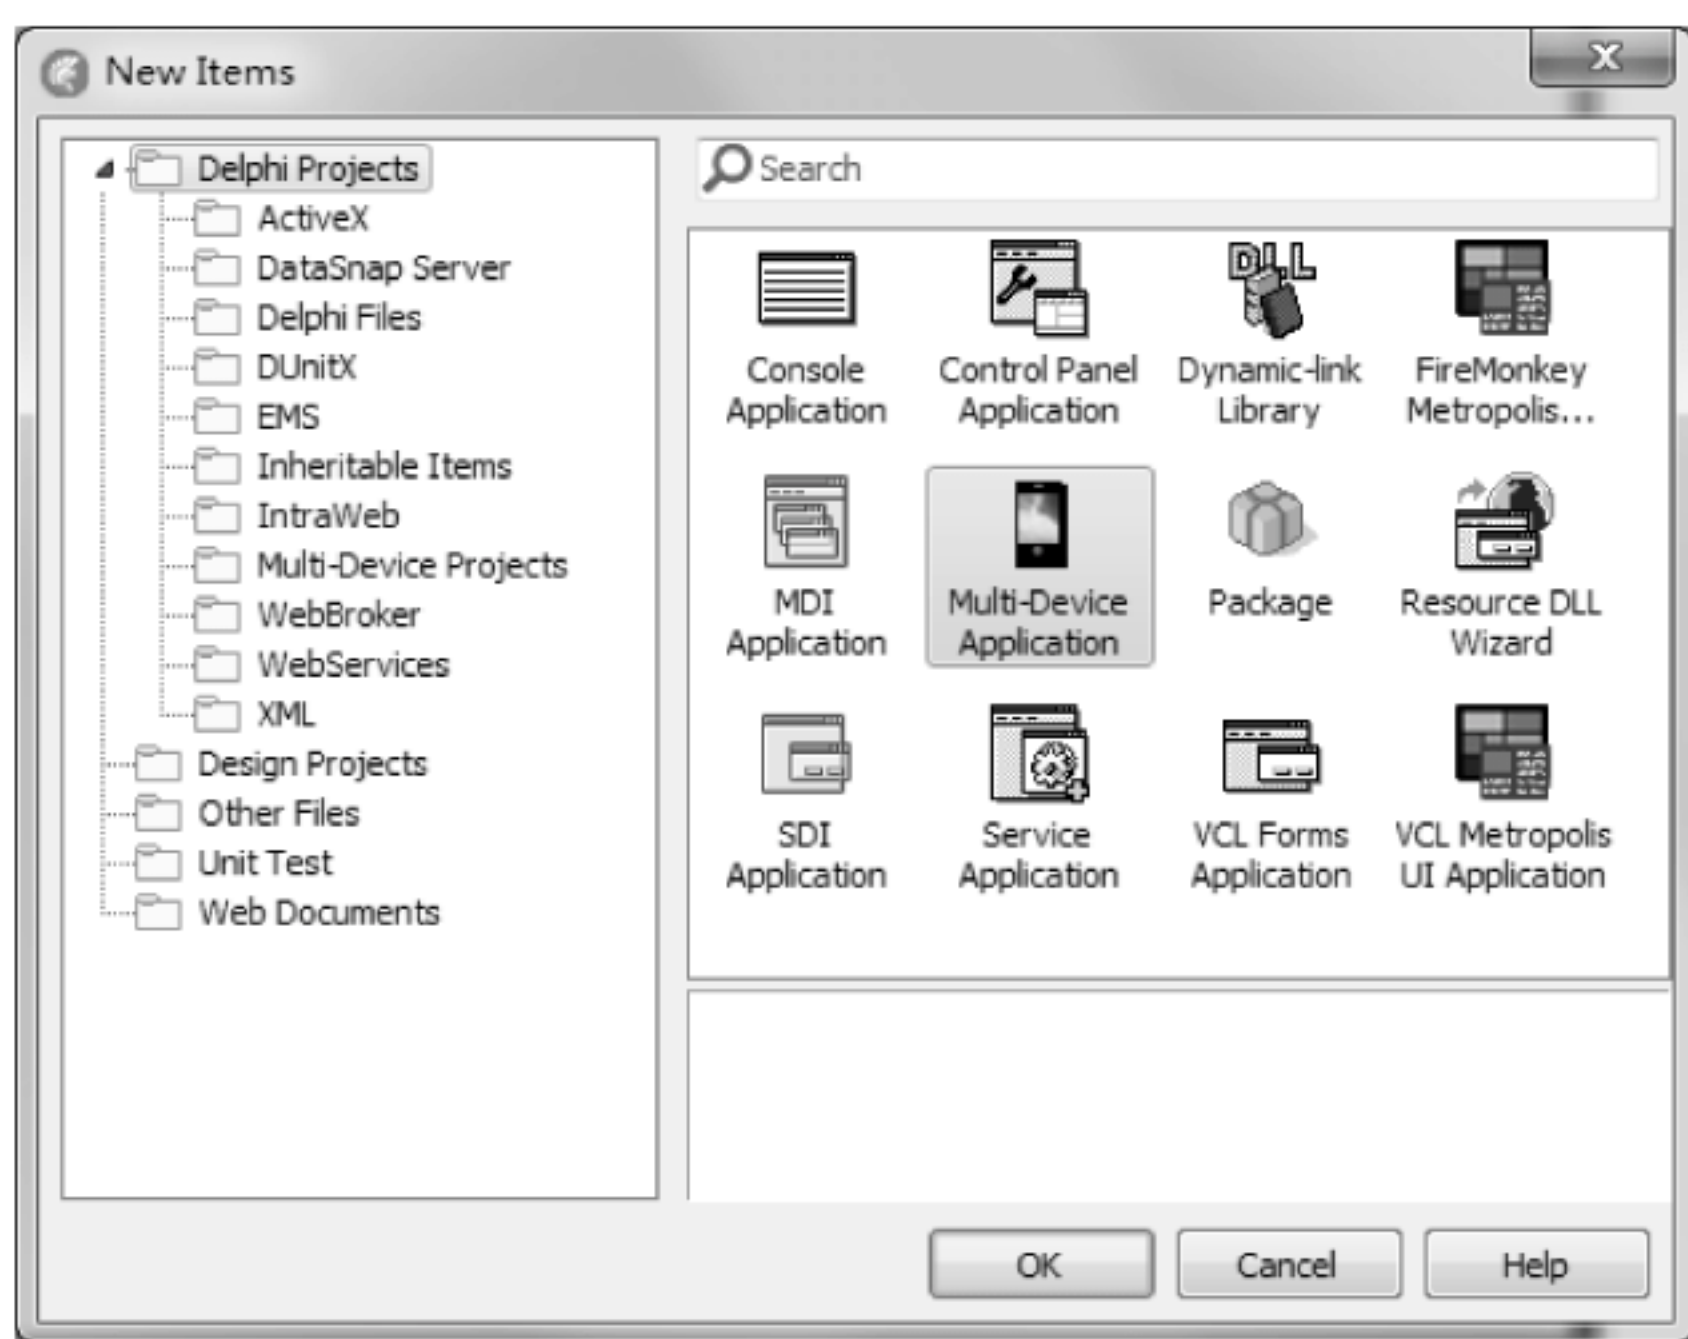 New Items
Delphi Projects
ActiveX
DataSnap Server
Delphi Files
DUnitX
EMS
Inheritable Items
IntraWeb
Multi-Device Projects
WebBroker
WebServices
XML
Design Projects
Other Files
Unit Test
Web Documents
Search
DLL
Console
Application
Control Panel
Application
Dynamic-link
Library
FireMonkey
Metropolis...
MDI
Application
Multi-Device
Application
Package
Resource DLL
Wizard
SDI
Application
Service
Application
VCL Forms
Application
VCL Metropolis
UI Application
OK
Cancel
Help